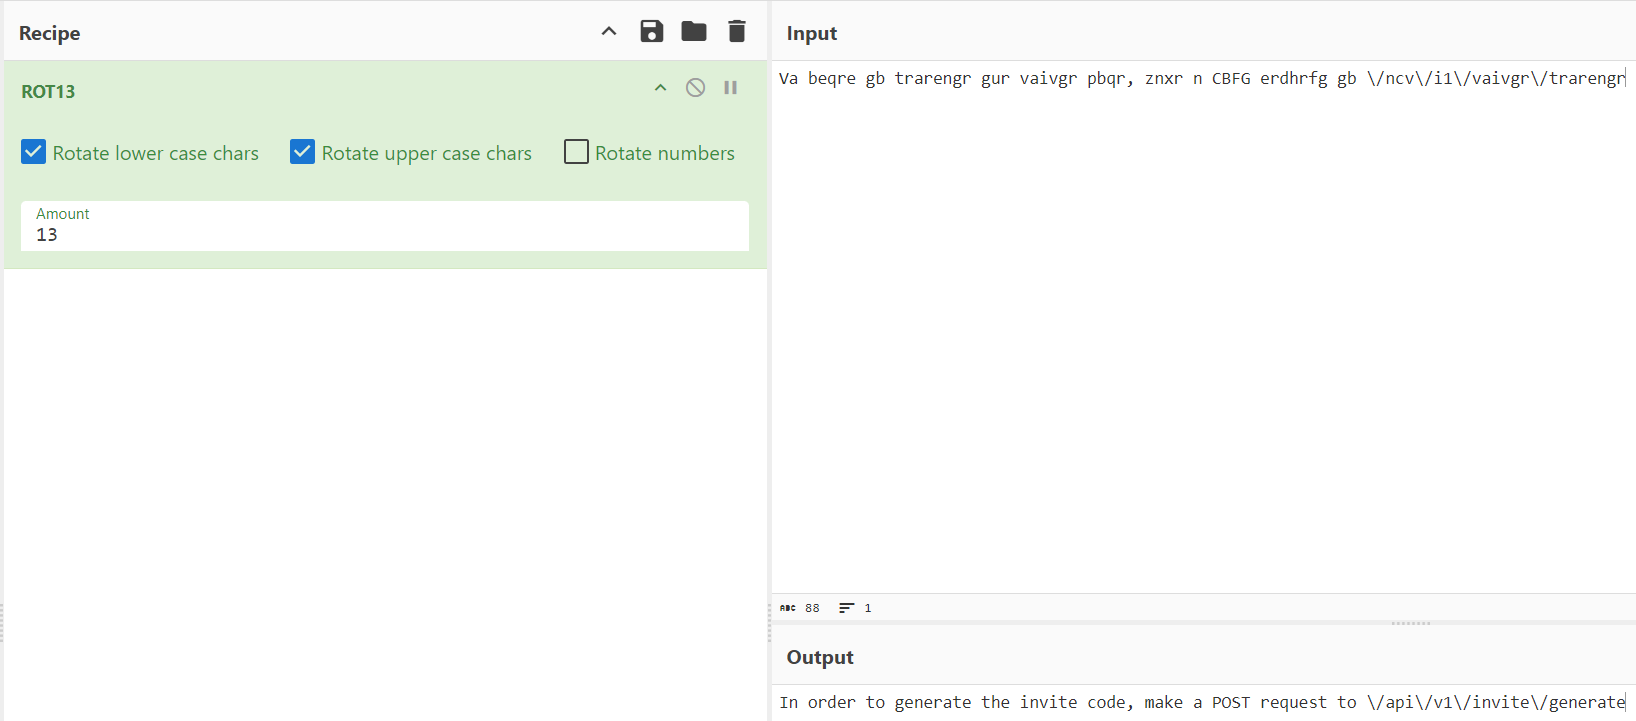 Recipe
ROT13
Rotate lower case chars Rotate upper case chars Rotate numbers
Amount
13
Input
Va beqre gb trarengr gur vaivgr pbqr, znxr n CBFG erdhrfg gb \/ncv\/i1\/vaivgr\/trarengr
ABC 88 1
Output
In order to generate the invite code, make a POST request to \/api\/v1\/invite\/generate